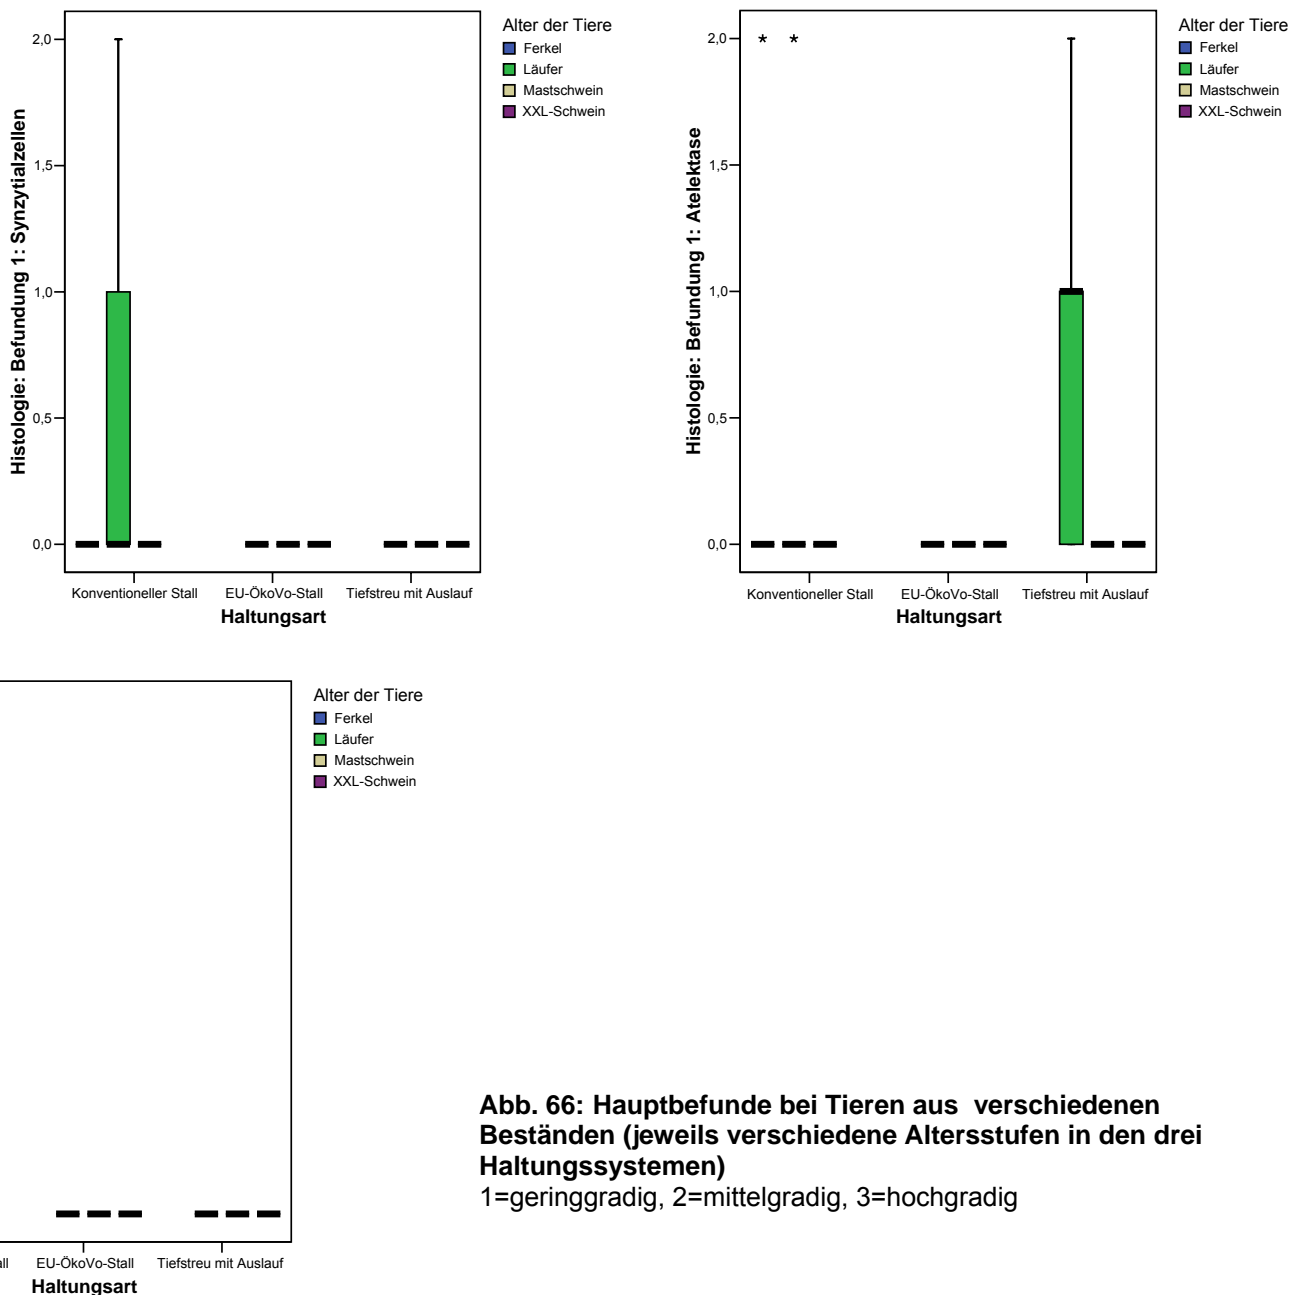 2,0
1,5
1,0
0,5
0,0
Histologie: Befundung 1: Synzytialzellen
Konventioneller Stall EU-ÖkoVo-Stall Tiefstreu mit Auslauf
Haltungsart
Alter der Tiere
Ferkel
Läufer
Mastschwein
XXL-Schwein
2,0
1,5
1,0
0,5
0,0
Histologie: Befundung 1: Atelektase
* *
Konventioneller Stall EU-ÖkoVo-Stall Tiefstreu mit Auslauf
Haltungsart
Alter der Tiere
Ferkel
Läufer
Mastschwein
XXL-Schwein
EU-ÖkoVo-Stall Tiefstreu mit Auslauf
Haltungsart
Alter der Tiere
Ferkel
Läufer
Mastschwein
XXL-Schwein
Abb. 66: Hauptbefunde bei Tieren aus verschiedenen
Beständen (jeweils verschiedene Altersstufen in den drei
Haltungssystemen)
1=geringgradig, 2=mittelgradig, 3=hochgradig